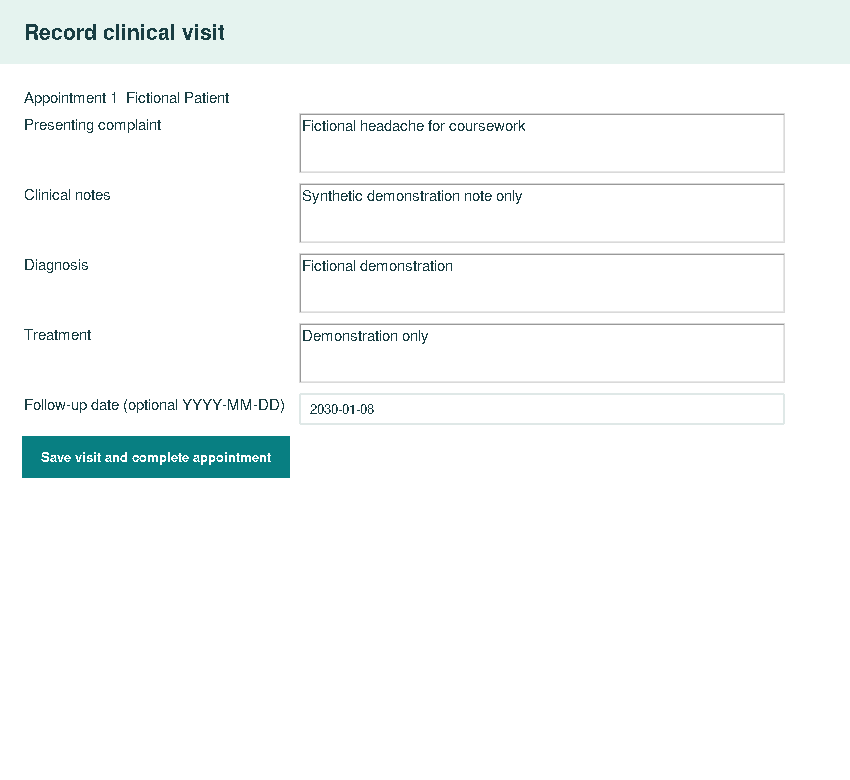 Record clinical visit
Appointment 1 Fictional Patient
Presenting complaint
Fictional headache for coursework
Clinical notes
Synthetic demonstration note only
Diagnosis
Fictional demonstration
Treatment
Demonstration only
Follow-up date (optional YYYY-MM-DD)
2030-01-08
Save visit and complete appointment